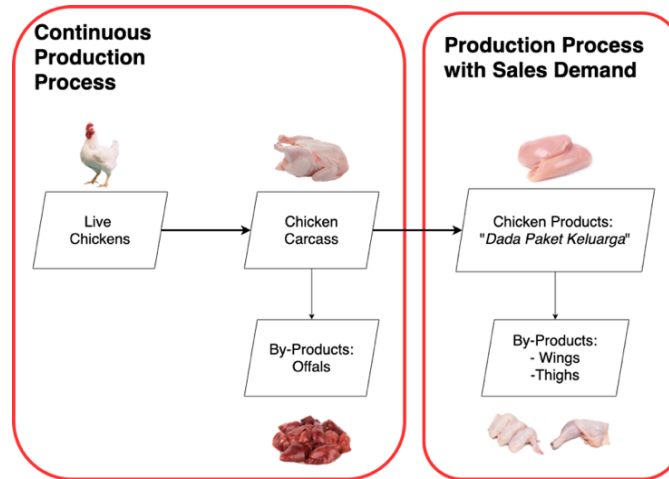 Continuous
Production
Process
Production Process
with Sales Demand
Live
Chickens
Chicken
Carcass
Chicken Products:
"Dada Paket Keluarga"
By-Products:
Offals
By-Products:
- Wings
-Thighs